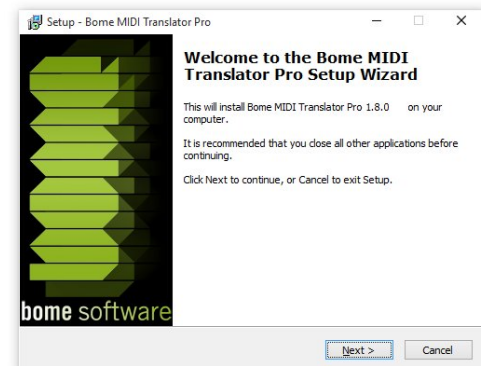 Setup - Bome MIDI Translator Pro
Welcome to the Bome MIDI
Translator Pro Setup Wizard
This will install Bome MIDI Translator Pro 1.8.0 on your
computer.
It is recommended that you close all other applications before
continuing.
Click Next to continue, or Cancel to exit Setup.
bome software
Next >
Cancel